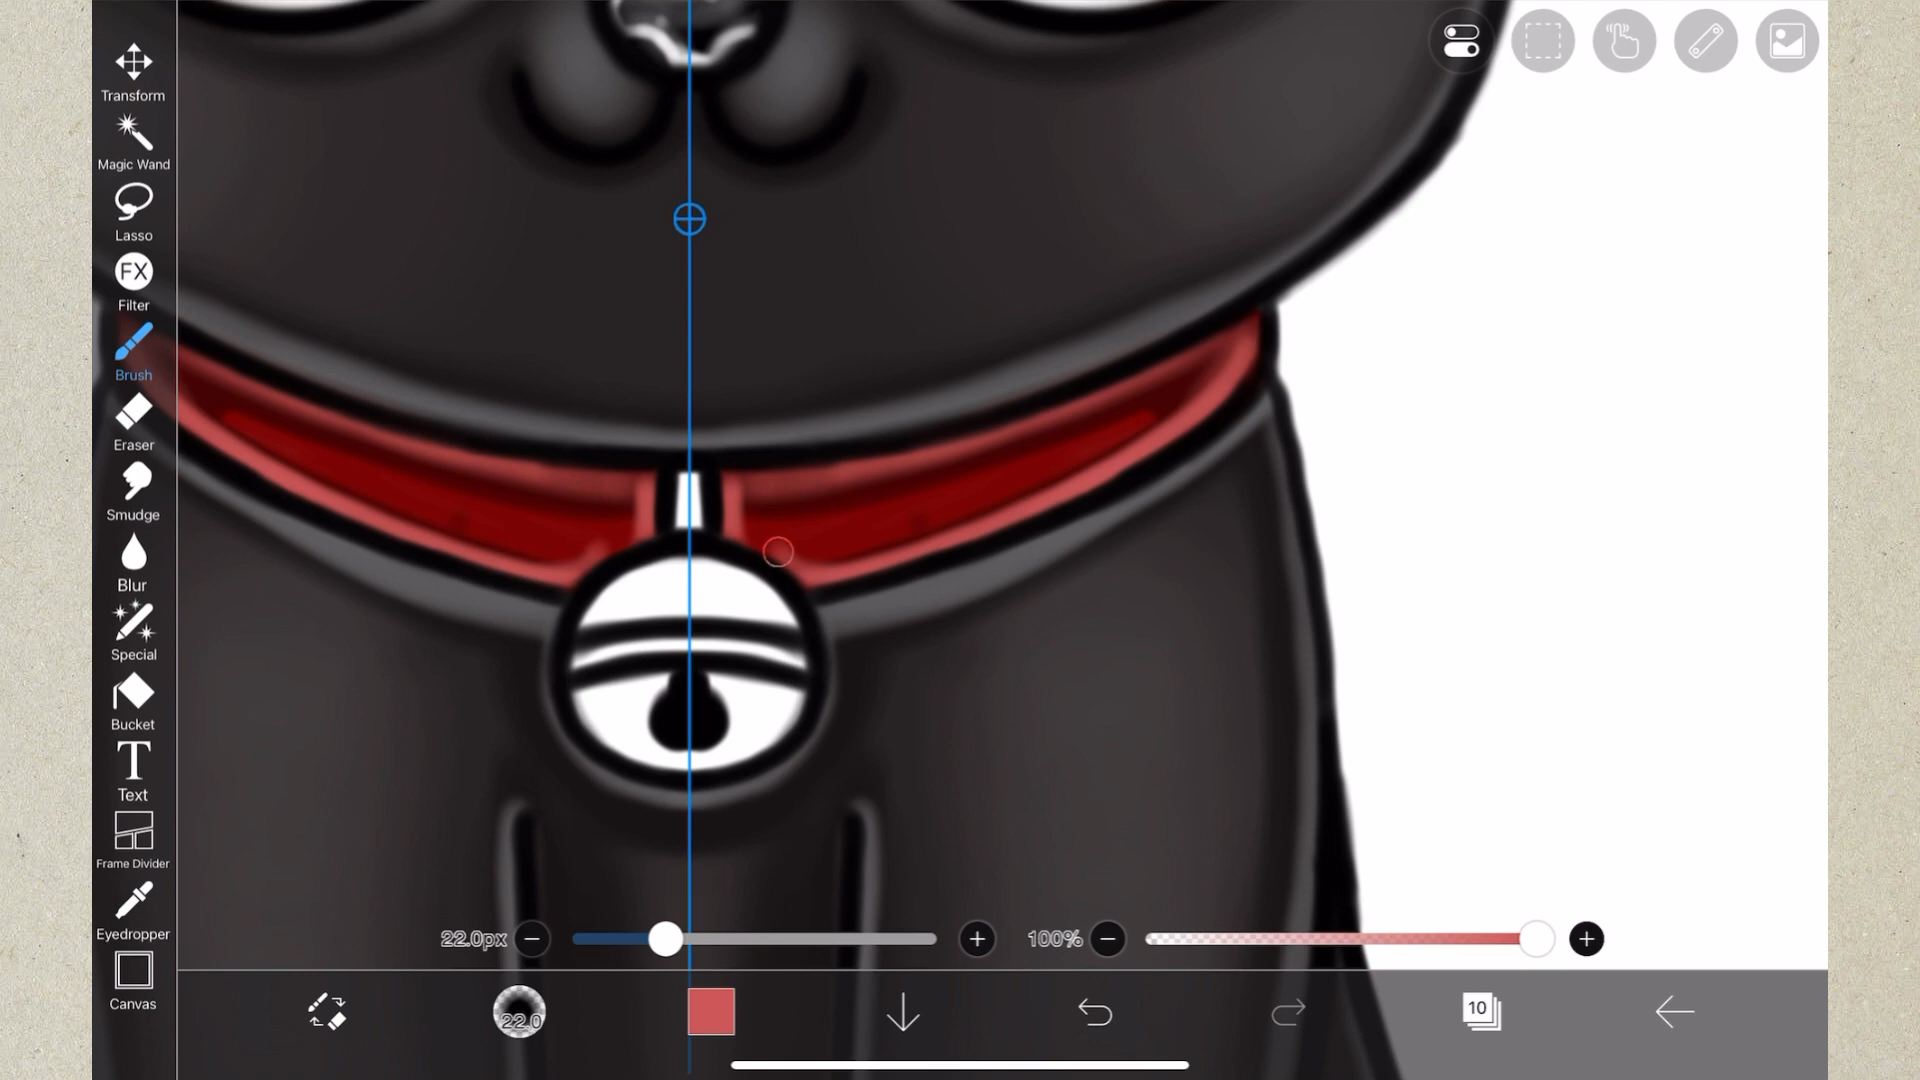 Transform
Magic Wand
Lasso
FX
Filter
Brush
Eraser
Smudge
Blur
Special
Bucket
T
Text
Frame Divider
Eyedropper
Canvas
22.0px
100%
22.0
10